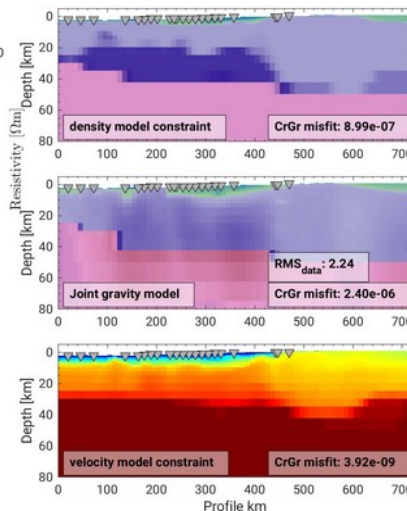 0
Resistivity [Ωm]
Depth [km]
0
20
40
60
80
density model constraint
CrGr misfit: 8.99e-07
0 100 200 300 400 500 600 700
Depth [km]
0
20
40
60
80
RMS data: 2.24
Joint gravity model
CrGr misfit: 2.40e-06
0 100 200 300 400 500 600 700
Depth [km]
0
20
40
60
80
velocity model constraint
CrGr misfit: 3.92e-09
0 100 200 300 400 500 600
Profile km